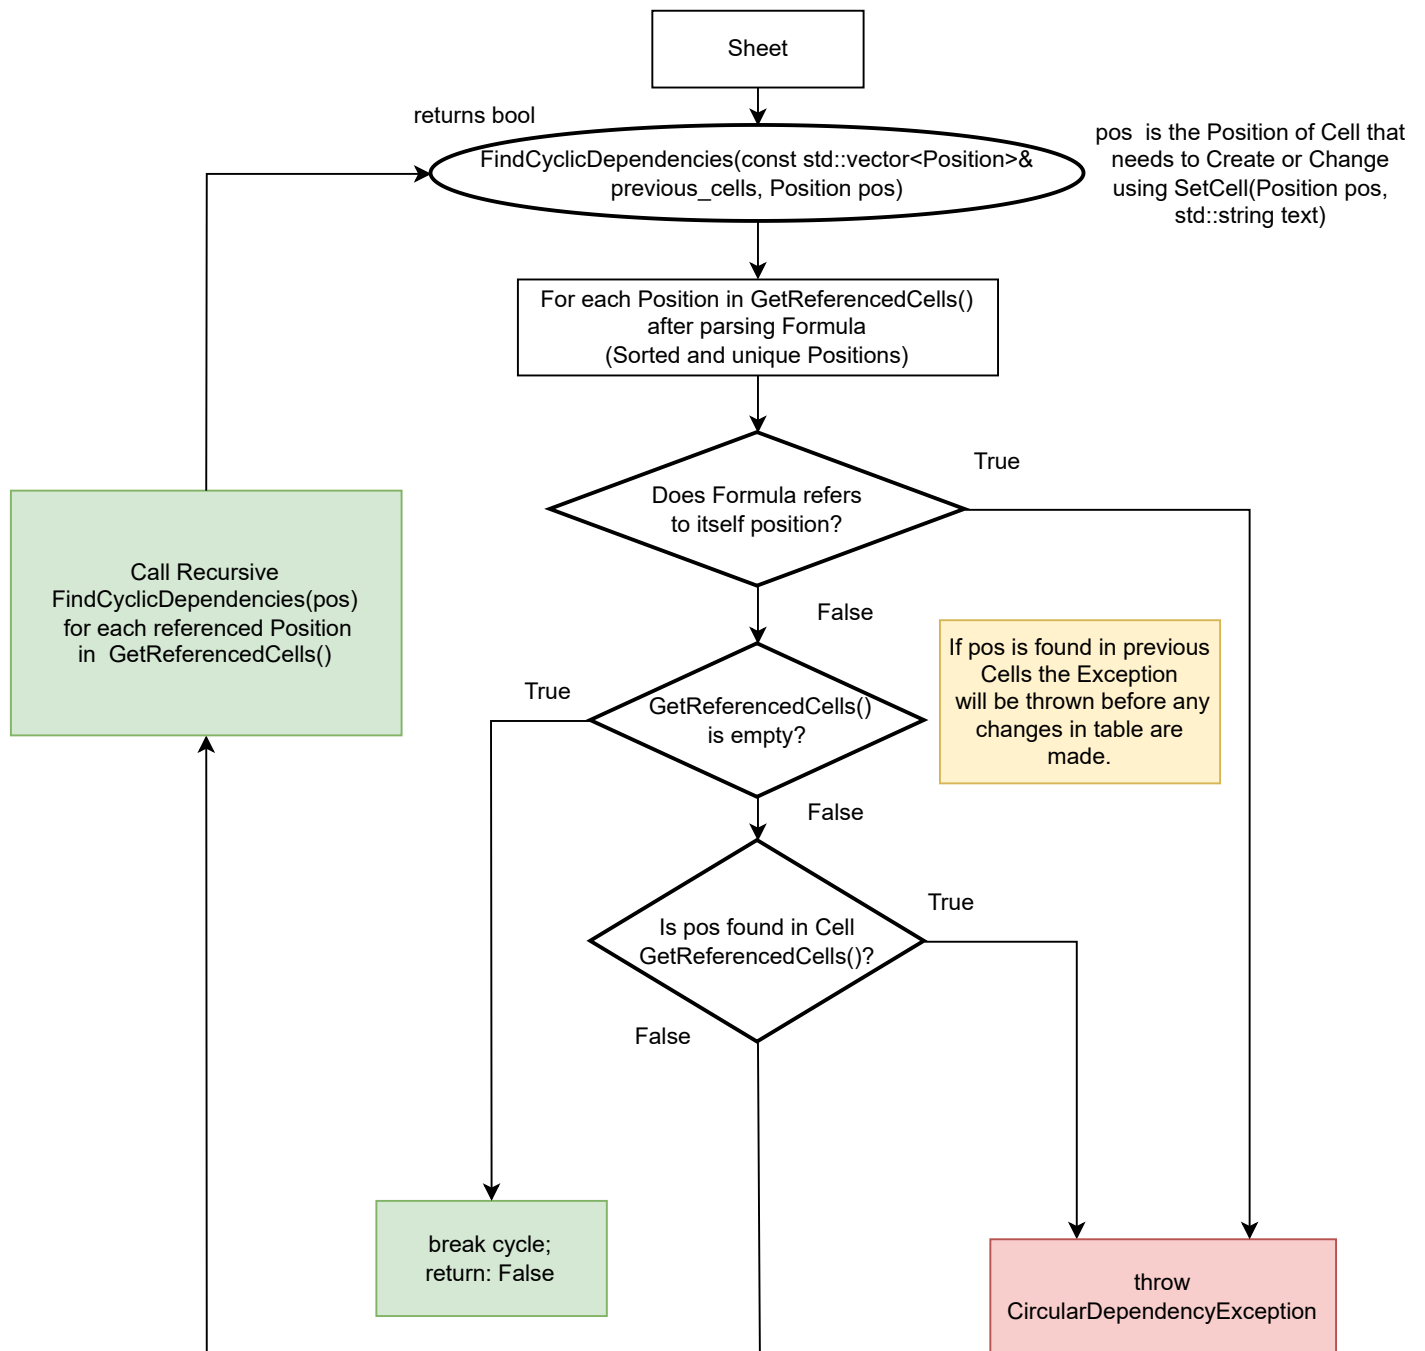 Sheet
returns bool
FindCyclicDependencies(const std::vector<Position>&
previous_cells, Position pos)
pos  is the Position of Cell that
needs to Create or Change
using SetCell(Position pos,
std::string text)
For each Position in GetReferencedCells()
after parsing Formula
(Sorted and unique Positions)
True
Does Formula refers
to itself position?
Call Recursive
FindCyclicDependencies(pos)
for each referenced Position
in  GetReferencedCells()
False
If pos is found in previous
Cells the Exception
will be thrown before any
changes in table are
made.
True
GetReferencedCells()
is empty?
False
True
Is pos found in Cell
GetReferencedCells()?
False
break cycle;
return: False
throw
CircularDependencyException